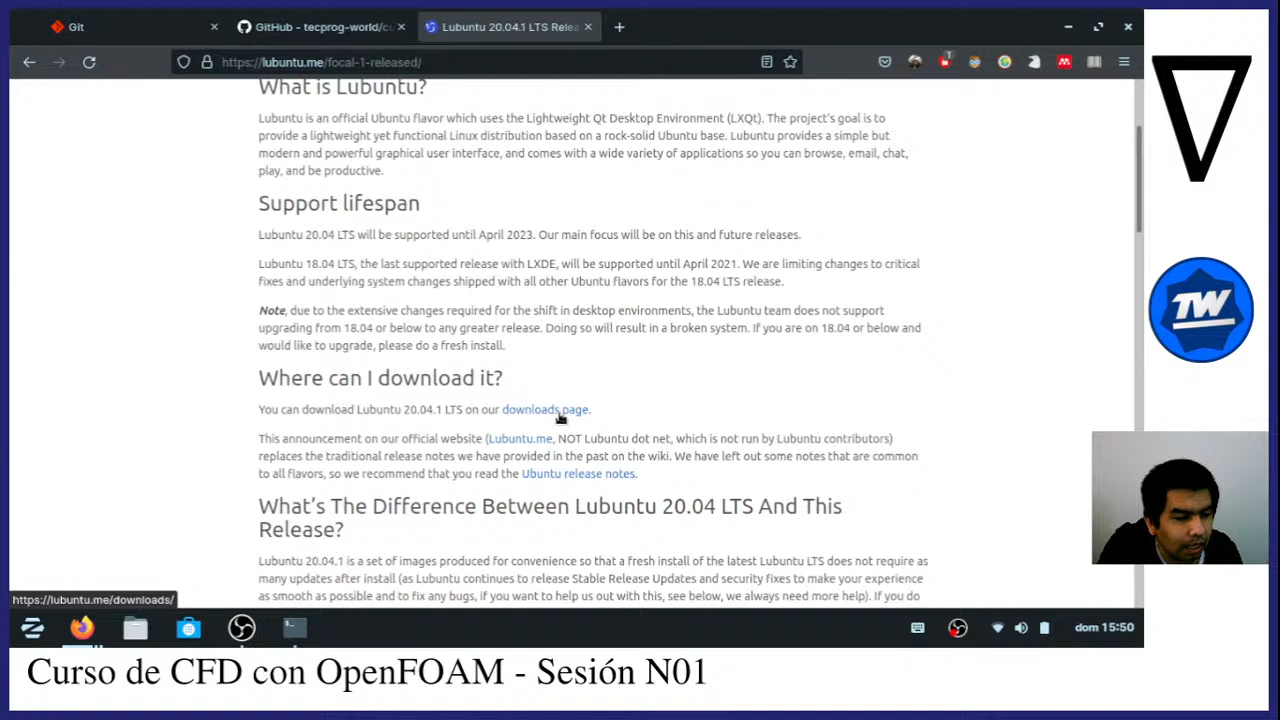 Git
GitHub - tecprog-world/c
Lubuntu 20.04.1 LTS Relea
https://lubuntu.me/focal-1-released/
1
What is Lubuntu?
Lubuntu is an official Ubuntu flavor which uses the Lightweight Qt Desktop Environment (LXQt). The project's goal is to
provide a lightweight yet functional Linux distribution based on a rock-solid Ubuntu base. Lubuntu provides a simple but
modern and powerful graphical user interface, and comes with a wide variety of applications so you can browse, email, chat,
play, and be productive.
Support lifespan
Lubuntu 20.04 LTS will be supported until April 2023. Our main focus will be on this and future releases.
Lubuntu 18.04 LTS, the last supported release with LXDE, will be supported until April 2021. We are limiting changes to critical
fixes and underlying system changes shipped with all other Ubuntu flavors for the 18.04 LTS release.
Note, due to the extensive changes required for the shift in desktop environments, the Lubuntu team does not support
upgrading from 18.04 or below to any greater release. Doing so will result in a broken system. If you are on 18.04 or below and
would like to upgrade, please do a fresh install.
Where can I download it?
You can download Lubuntu 20.04.1 LTS on our downloads page.
This announcement on our official website (Lubuntu.me, NOT Lubuntu dot net, which is not run by Lubuntu contributors)
replaces the traditional release notes we have provided in the past on the wiki. We have left out some notes that are common
to all flavors, so we recommend that you read the Ubuntu release notes.
What's The Difference Between Lubuntu 20.04 LTS And This
Release?
Lubuntu 20.04.1 is a set of images produced for convenience so that a fresh install of the latest Lubuntu LTS does not require as
many updates after install (as Lubuntu continues to release Stable Release Updates and security fixes to make your experience
as smooth as possible and to fix any bugs, if you want to help us out with this, see below, we always need more help). If you do
https://lubuntu.me/downloads/
dom 15:50
TW
Curso de CFD con OpenFOAM - Sesión N01